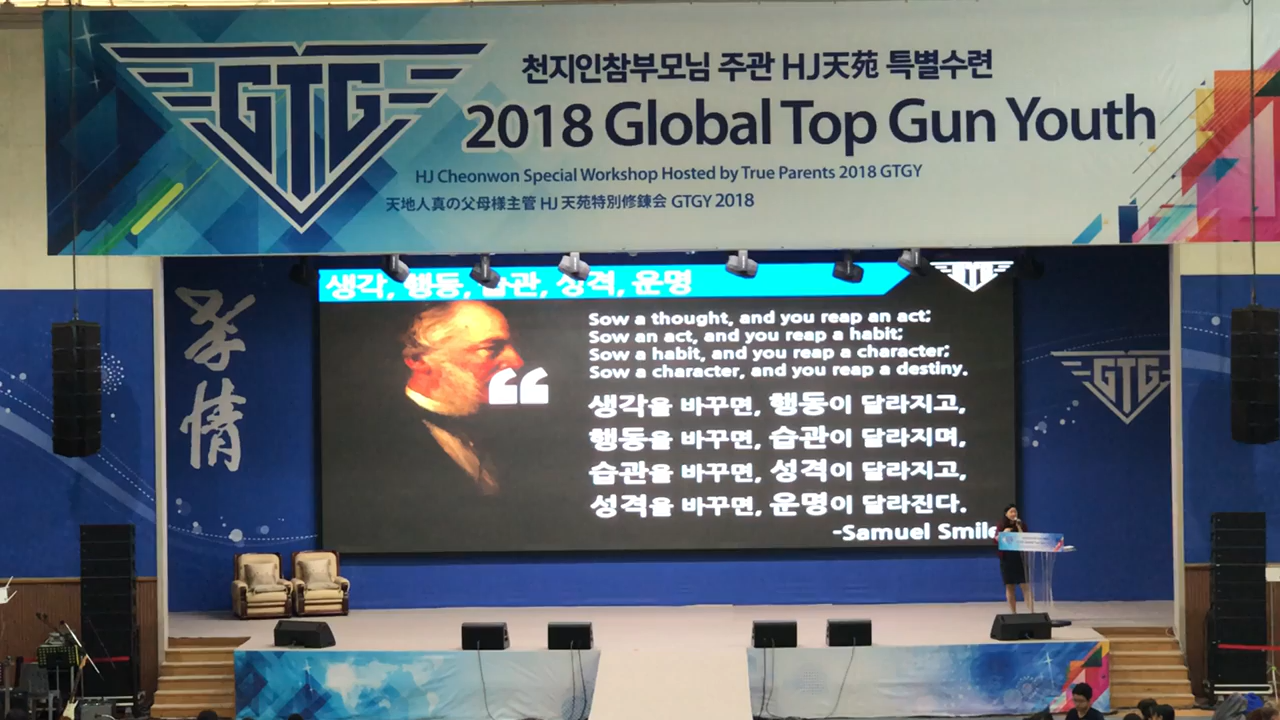 GTG
천지인참부모님 주관 HJ天苑 특별수련
2018 Global Top Gun Youth
HJ Cheonwon Special Workshop Hosted by True Parents 2018 GTGY
天地人真の父母様主管 HJ 天苑特別修錬会 GTGY 2018
생각, 행동, 습관, 성격, 운명
Sow a thought, and you reap an act;
Sow an act, and you reap a habit;
Sow a habit, and you reap a character;
Sow a character, and you reap a destiny.
생각을 바꾸면, 행동이 달라지고,
행동을 바꾸면, 습관이 달라지며,
습관을 바꾸면, 성격이 달라지고,
성격을 바꾸면, 운명이 달라진다.
-Samuel Smile
孝情
GTG